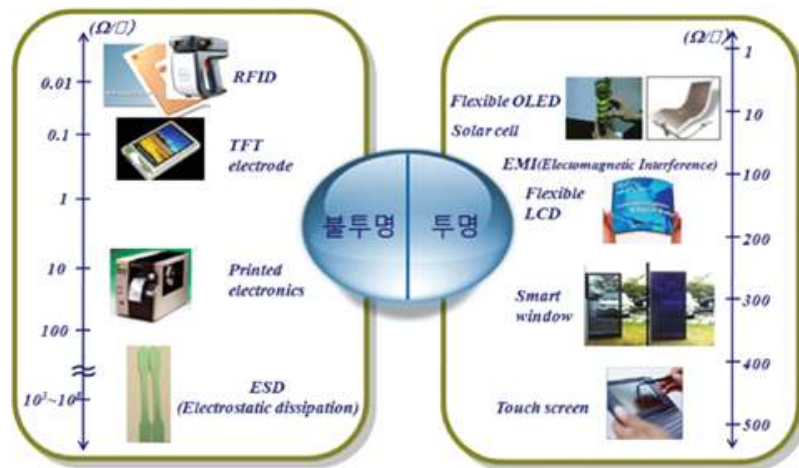 (Ω/□)
0.01
0.1
1
10
100
RFID
TFT
electrode
Printed
electronics
ESD
(Electrostatic dissipation)
불투명
투명
(Ω/□)
1
10
100
200
300
400
500
Flexible OLED
Solar cell
EMI(Electomagnetic Interference)
Flexible
LCD
Smart
window
Touch screen